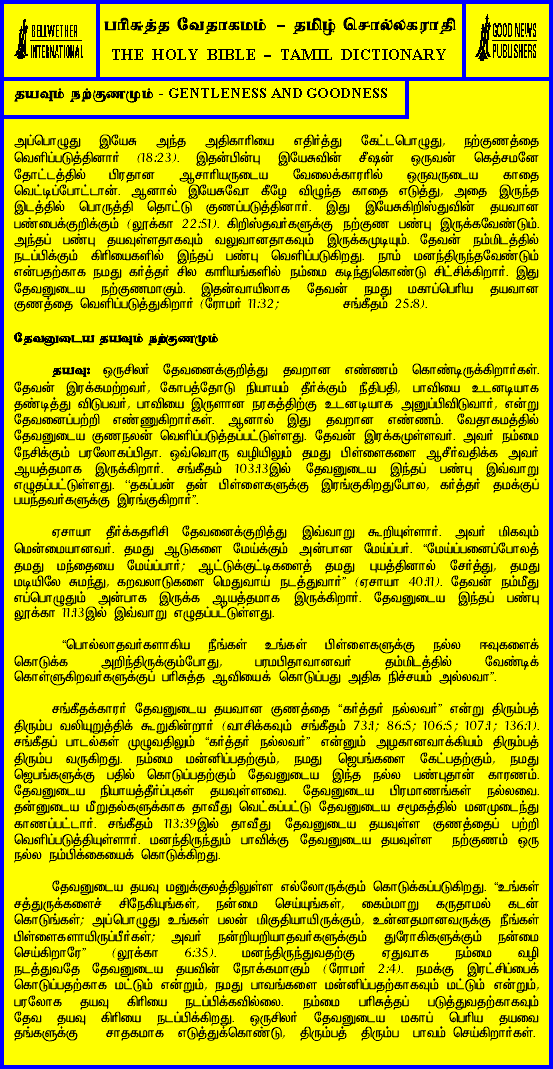 BELLWETHER
INTERNATIONAL
பரிசுத்த வேதாகமம் – தமிழ் சொல்லகராதி
THE HOLY BIBLE – TAMIL DICTIONARY
GOOD NEWS
PUBLISHERS
தயவும் நற்குணமும் - GENTLENESS AND GOODNESS
அப்பொழுது இயேசு அந்த அதிகாரியை எதிர்த்து கேட்டபொழுது, நற்குணத்தை
வெளிப்படுத்தினார் (18:23). இதன்பின்பு இயேசுவின் சீஷன் ஒருவன் கெத்சமனே
தோட்டத்தில் பிரதான ஆசாரியருடைய வேலைக்காரரில் ஒருவருடைய காதை
வெட்டிப்போட்டான். ஆனால் இயேசுவோ கீழே விழுந்த காதை எடுத்து, அதை இருந்த
இடத்தில் பொருத்தி தொட்டு குணப்படுத்தினார். இது இயேசுகிறிஸ்துவின் தயவான
பண்பைக்குறிக்கும் (லூக்கா 22:51). கிறிஸ்தவர்களுக்கு நற்குண பண்பு இருக்கவேண்டும்.
அந்தப் பண்பு தயவுள்ளதாகவும் வலுவானதாகவும் இருக்கமுடியும். தேவன் நம்மிடத்தில்
நடப்பிக்கும் கிரியைகளில் இந்தப் பண்பு வெளிப்படுகிறது. நாம் மனந்திருந்தவேண்டும்
என்பதற்காக நமது கர்த்தர் சில காரியங்களில் நம்மை கடிந்துகொண்டு சிட்சிக்கிறார். இது
தேவனுடைய நற்குணமாகும். இதன்வாயிலாக தேவன் நமது மகாப்பெரிய தயவான
குணத்தை வெளிப்படுத்துகிறார் (ரோமர் 11:32; சங்கீதம் 25:8).
தேவனுடைய தயவும் நற்குணமும்
தயவு: ஒருசிலர் தேவனைக்குறித்து தவறான எண்ணம் கொண்டிருக்கிறார்கள்.
தேவன் இரக்கமற்றவர், கோபத்தோடு நியாயம் தீர்க்கும் நீதிபதி, பாவியை உடனடியாக
தண்டித்து விடுபவர், பாவியை இருளான நரகத்திற்கு உடனடியாக அனுப்பிவிடுவார், என்று
தேவனைப்பற்றி எண்ணுகிறார்கள். ஆனால் இது தவறான எண்ணம். வேதாகமத்தில்
தேவனுடைய குணநலன் வெளிப்படுத்தப்பட்டுள்ளது. தேவன் இரக்கமுள்ளவர். அவர் நம்மை
நேசிக்கும் பரலோகப்பிதா. ஒவ்வொரு வழியிலும் தமது பிள்ளைகளை ஆசீர்வதிக்க அவர்
ஆயத்தமாக இருக்கிறார். சங்கீதம் 103:13இல் தேவனுடைய இந்தப் பண்பு இவ்வாறு
எழுதப்பட்டுள்ளது. “தகப்பன் தன் பிள்ளைகளுக்கு இரங்குகிறதுபோல, கர்த்தர் தமக்குப்
பயந்தவர்களுக்கு இரங்குகிறார்”.
ஏசாயா தீர்க்கதரிசி தேவனைக்குறித்து இவ்வாறு கூறியுள்ளார். அவர் மிகவும்
மென்மையானவர். தமது ஆடுகளை மேய்க்கும் அன்பான மேய்ப்பர். “மேய்ப்பனைப்போலத்
தமது மந்தையை மேய்ப்பார்; ஆட்டுக்குட்டிகளைத் தமது புயத்தினால் சேர்த்து, தமது
மடியிலே சுமந்து, கறவலாடுகளை மெதுவாய் நடத்துவார்” (ஏசாயா 40:11). தேவன் நம்மீது
எப்பொழுதும் அன்பாக இருக்க ஆயத்தமாக இருக்கிறார். தேவனுடைய இந்தப் பண்பு
லூக்கா 11:13இல் இவ்வாறு எழுதப்பட்டுள்ளது.
“பொல்லாதவர்களாகிய நீங்கள் உங்கள் பிள்ளைகளுக்கு நல்ல ஈவுகளைக்
கொடுக்க அறிந்திருக்கும்போது, பரமபிதாவானவர் தம்மிடத்தில் வேண்டிக்
கொள்ளுகிறவர்களுக்குப் பரிசுத்த ஆவியைக் கொடுப்பது அதிக நிச்சயம் அல்லவா”.
சங்கீதக்காரர் தேவனுடைய தயவான குணத்தை “கர்த்தர் நல்லவர்” என்று திரும்பத்
திரும்ப வலியுறுத்திக் கூறுகின்றார் (வாசிக்கவும் சங்கீதம் 73:1; 86:5; 106:5; 107:1; 136:1).
சங்கீதப் பாடல்கள் முழுவதிலும் “கர்த்தர் நல்லவர்” என்னும் அழகானவாக்கியம் திரும்பத்
திரும்ப வருகிறது. நம்மை மன்னிப்பதற்கும், நமது ஜெபங்களை கேட்பதற்கும், நமது
ஜெபங்களுக்கு பதில் கொடுப்பதற்கும் தேவனுடைய இந்த நல்ல பண்புதான் காரணம்.
தேவனுடைய நியாயத்தீர்ப்புகள் தயவுள்ளவை. தேவனுடைய பிரமாணங்கள் நல்லவை.
தன்னுடைய மீறுதல்களுக்காக தாவீது வெட்கப்பட்டு தேவனுடைய சமூகத்தில் மனமுடைந்து
காணப்பட்டார். சங்கீதம் 113:39இல் தாவீது தேவனுடைய தயவுள்ள குணத்தைப் பற்றி
வெளிப்படுத்தியுள்ளார். மனந்திருந்தும் பாவிக்கு தேவனுடைய தயவுள்ள நற்குணம் ஒரு
நல்ல நம்பிக்கையைக் கொடுக்கிறது.
தேவனுடைய தயவு மனுக்குலத்திலுள்ள எல்லோருக்கும் கொடுக்கப்படுகிறது. “உங்கள்
சத்துருக்களைச் சிநேகியுங்கள், நன்மை செய்யுங்கள், கைம்மாறு கருதாமல் கடன்
கொடுங்கள்; அப்பொழுது உங்கள் பலன் மிகுதியாயிருக்கும், உன்னதமானவருக்கு நீங்கள்
பிள்ளைகளாயிருப்பீர்கள்; அவர் நன்றியறியாதவர்களுக்கும் துரோகிகளுக்கும் நன்மை
செய்கிறாரே” (லூக்கா 6:35). மனந்திருந்துவதற்கு ஏதுவாக நம்மை வழி
நடத்துவதே தேவனுடைய தயவின் நோக்கமாகும் (ரோமர் 2:4). நமக்கு இரட்சிப்பைக்
கொடுப்பதற்காக மட்டும் என்றும், நமது பாவங்களை மன்னிப்பதற்காகவும் மட்டும் என்றும்,
பரலோக தயவு கிரியை நடப்பிக்கவில்லை. நம்மை பரிசுத்தப் படுத்துவதற்காகவும்
தேவ தயவு கிரியை நடப்பிக்கிறது. ஒருசிலர் தேவனுடைய மகாப் பெரிய தயவை
தங்களுக்கு சாதகமாக எடுத்துக்கொண்டு, திரும்பத் திரும்ப பாவம் செய்கிறார்கள்.